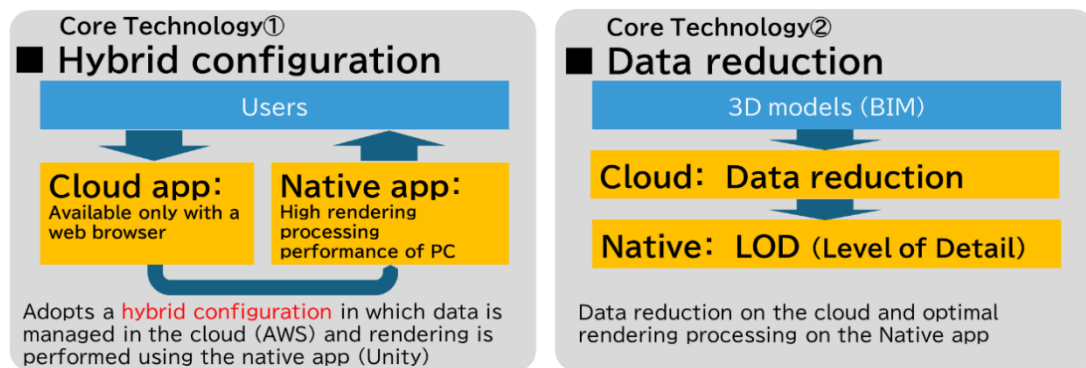 Core Technology①
■ Hybrid configuration
Users
Cloud app:
Available only with a
web browser
Native app:
High rendering
processing
performance of PC
Adopts a hybrid configuration in which data is
managed in the cloud (AWS) and rendering is
performed using the native app (Unity)
Core Technology②
■ Data reduction
3D models (BIM)
Cloud: Data reduction
Native: LOD (Level of Detail)
Data reduction on the cloud and optimal
rendering processing on the Native app